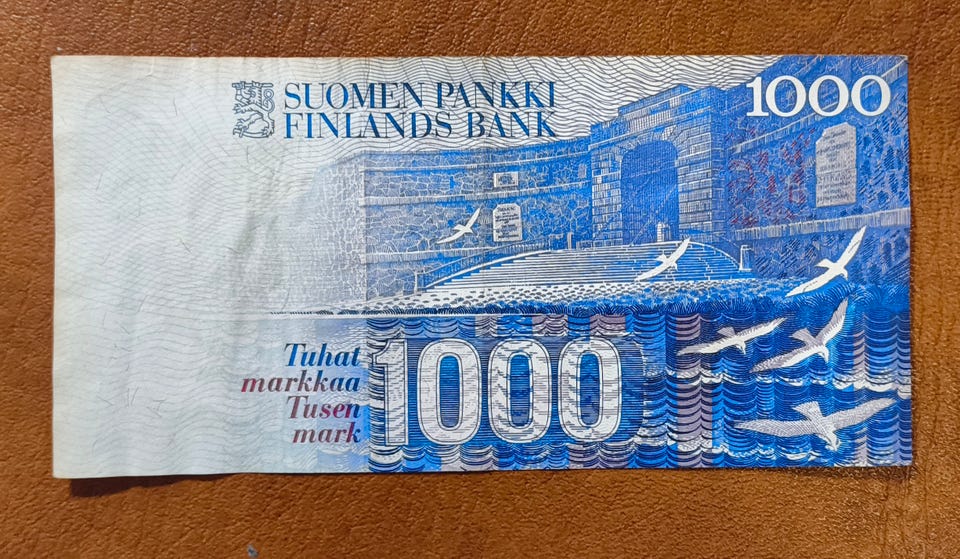 SUOMEN PANKKI
FINLANDS BANK
1000
Tuhat
markkaa
Tusen
mark
1000